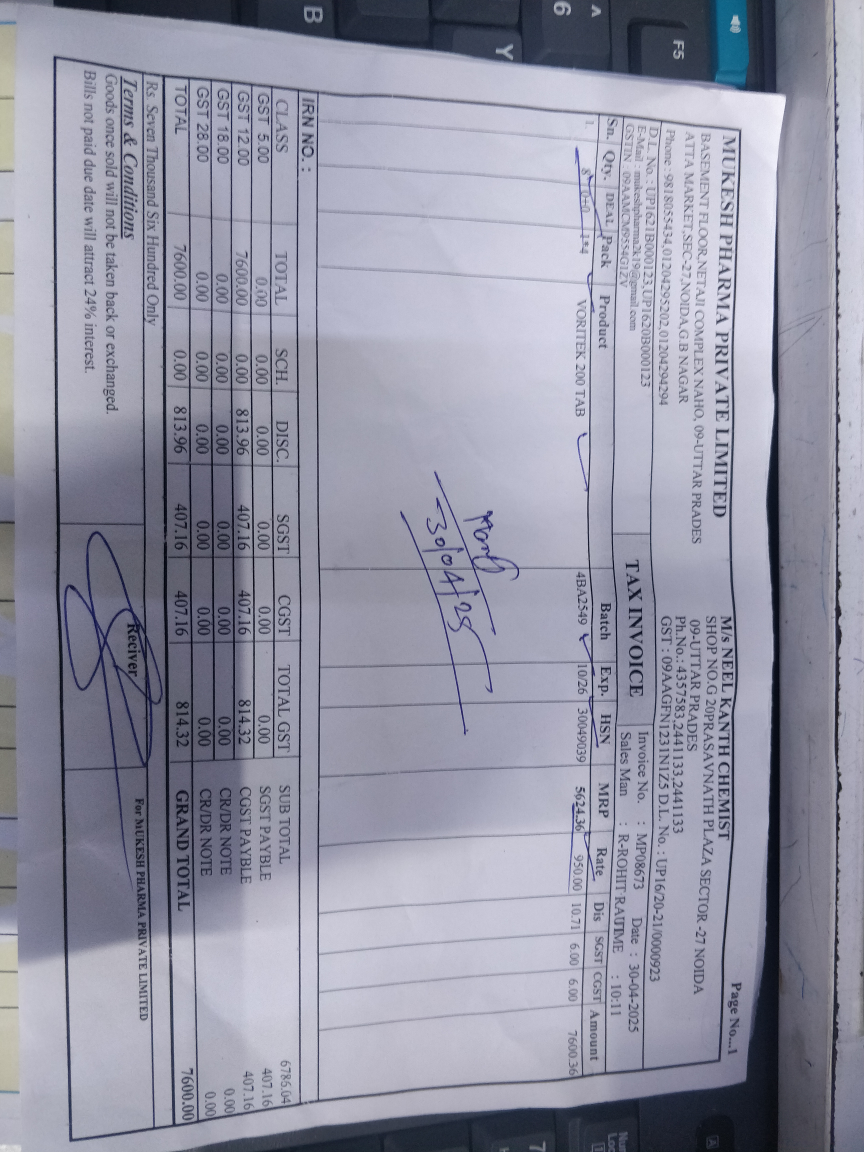 Page No...1
MUKESH PHARMA PRIVATE LIMITED
BASEMENT FLOOR,NETAJI COMPLEX NAHO, 09-UTTAR PRADES
ATTA MARKET,SEC-27,NOIDA,G.B NAGAR
Phone : 9818055434,01204295202,01204294294
D.L. No. : UP1621B000123,UP1620B000123
E-Mail : mukeshpharma2k19@gmail.com
GSTIN : 09AAMCM9554G1ZV
M/s NEEL KANTH CHEMIST
SHOP NO.G 20PRASAVNATH PLAZA SECTOR -27 NOIDA
09-UTTAR PRADES
Ph.No.: 4357583,2441133,2441133
GST : 09AAGFN1231N1Z5 D.L. No. : UP16/20-21/0000923
TAX INVOICE
Invoice No. : MP08673 Date : 30-04-2025
Sales Man : R-ROHIT RAUTIME : 10:11
Sn. Qty. DEAL Pack Product Batch Exp. HSN MRP Rate Dis SGST CGST Amount
1. 8 1*4 VORITEK 200 TAB 4BA2549 10/26 30049039 5624.36 950.00 10.71 6.00 6.00 7600.36
30/04/25
IRN NO. :
CLASS TOTAL SCH. DISC. SGST CGST TOTAL GST
GST 5.00 0.00 0.00 0.00 0.00 0.00 0.00
GST 12.00 7600.00 0.00 813.96 407.16 407.16 814.32
GST 18.00 0.00 0.00 0.00 0.00 0.00 0.00
GST 28.00 0.00 0.00 0.00 0.00 0.00 0.00
TOTAL 7600.00 0.00 813.96 407.16 407.16 814.32
SUB TOTAL 6786.04
SGST PAYBLE 407.16
CGST PAYBLE 407.16
CR/DR NOTE 0.00
CR/DR NOTE 0.00
GRAND TOTAL 7600.00
Rs. Seven Thousand Six Hundred Only
Terms & Conditions
Goods once sold will not be taken back or exchanged.
Bills not paid due date will attract 24% interest.
Reciver
For MUKESH PHARMA PRIVATE LIMITED
F5
6
Y
B
7